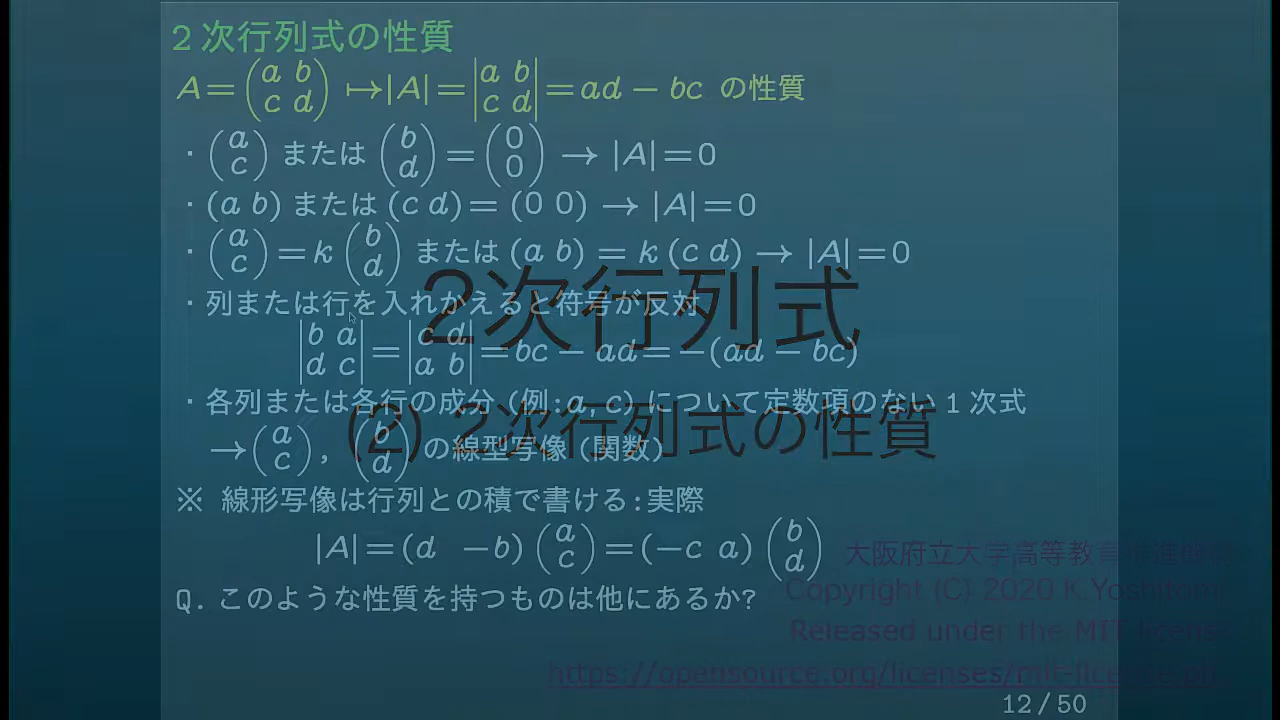 2次行列式の性質
A=(a b c d) ↦|A|=|a b c d|=ad − bc の性質
・(a c) または (b d)=(0 0) → |A|=0
・(a b) または (c d)= (0 0) → |A|=0
・(a c)=k(b d) または (a b) = k (c d) → |A|=0
・列または行を入れかえると符号が反対
|b a d c|=|c d a b|=bc − ad=−(ad − bc)
・各列または各行の成分 (例:a, c) について定数項のない 1 次式
→(a c), (b d)の線型写像 (関数)
※ 線形写像は行列との積で書ける:実際
|A|=(d −b)(a c)=(−c a)(b d)
Q. このような性質を持つものは他にあるか?
12/50
2次行列式
(2) 2次行列式の性質
大阪府立大学高等教育推進
Copyright (C) 2020 K.Yoshitomi
Released under the MIT license
https://opensource.org/licenses/mit-license.ph